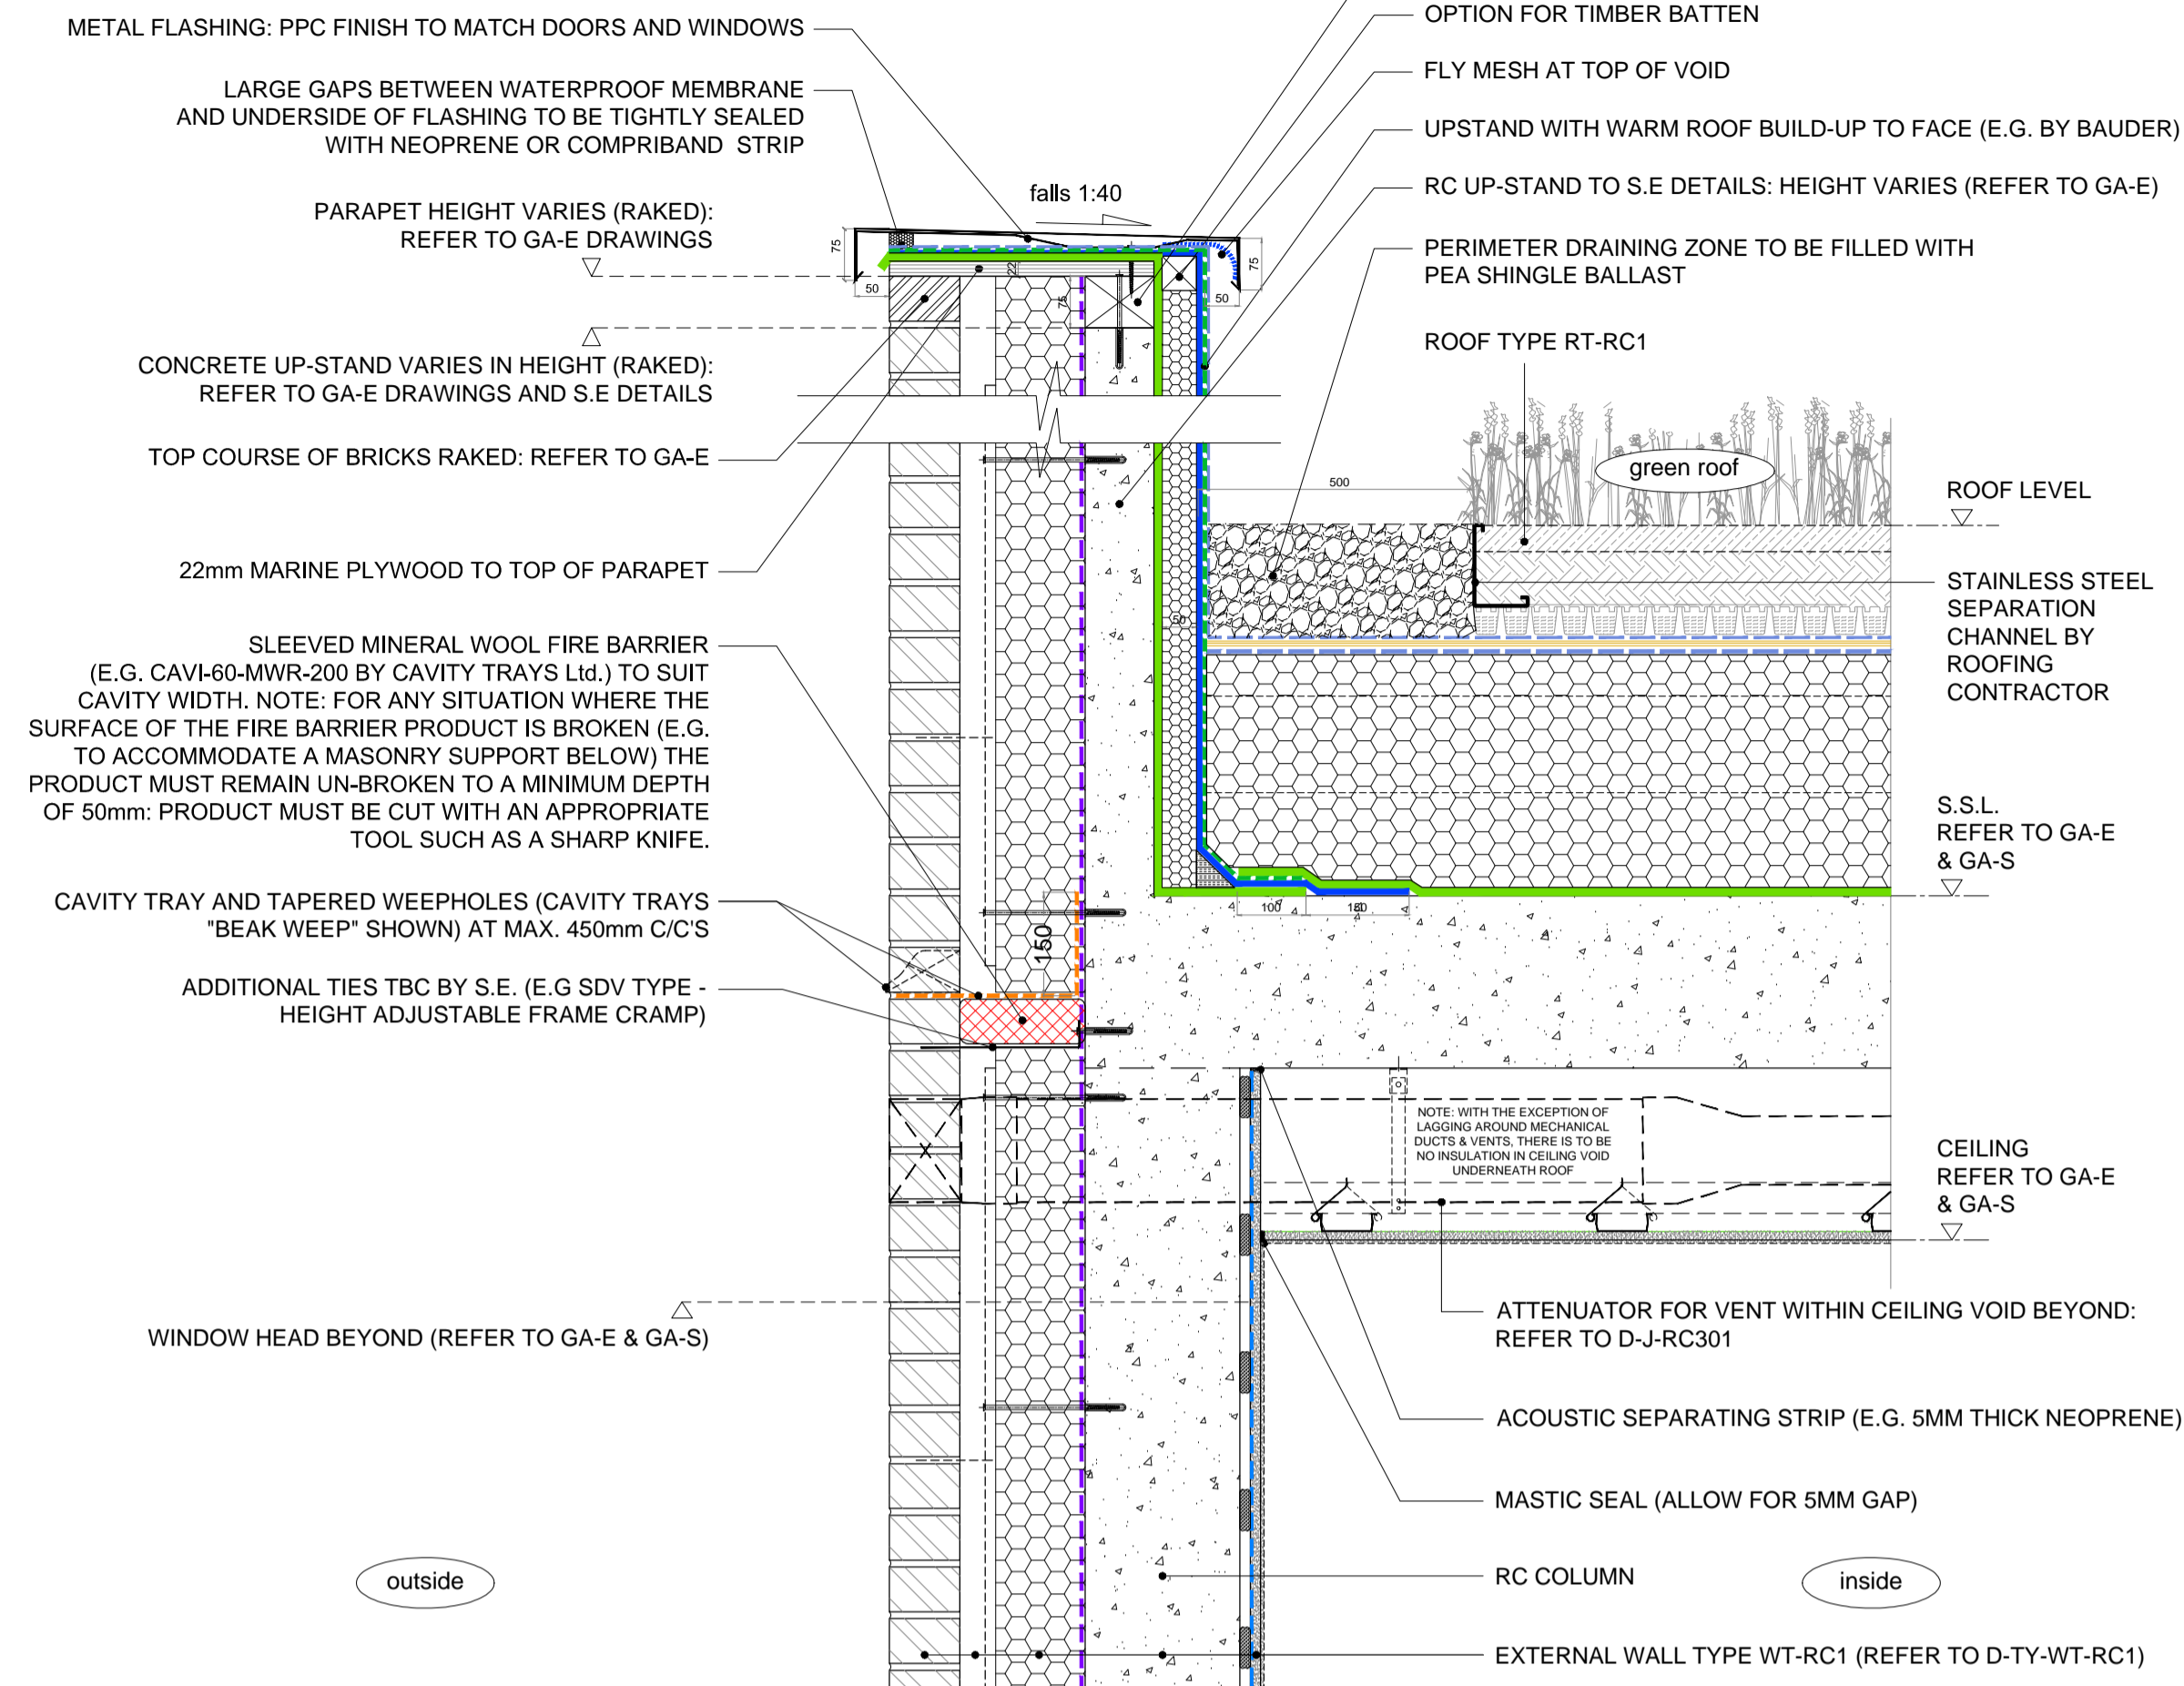 METAL FLASHING: PPC FINISH TO MATCH DOORS AND WINDOWS
LARGE GAPS BETWEEN WATERPROOF MEMBRANE
AND UNDERSIDE OF FLASHING TO BE TIGHTLY SEALED
WITH NEOPRENE OR COMPRIBAND STRIP
PARAPET HEIGHT VARIES (RAKED):
REFER TO GA-E DRAWINGS
CONCRETE UP-STAND VARIES IN HEIGHT (RAKED):
REFER TO GA-E DRAWINGS AND S.E DETAILS
TOP COURSE OF BRICKS RAKED: REFER TO GA-E
22mm MARINE PLYWOOD TO TOP OF PARAPET
SLEEVED MINERAL WOOL FIRE BARRIER
(E.G. CAVI-60-MWR-200 BY CAVITY TRAYS Ltd.) TO SUIT
CAVITY WIDTH. NOTE: FOR ANY SITUATION WHERE THE
SURFACE OF THE FIRE BARRIER PRODUCT IS BROKEN (E.G.
TO ACCOMMODATE A MASONRY SUPPORT BELOW) THE
PRODUCT MUST REMAIN UN-BROKEN TO A MINIMUM DEPTH
OF 50mm: PRODUCT MUST BE CUT WITH AN APPROPRIATE
TOOL SUCH AS A SHARP KNIFE.
CAVITY TRAY AND TAPERED WEEPHOLES (CAVITY TRAYS
"BEAK WEEP" SHOWN) AT MAX. 450mm C/C'S
ADDITIONAL TIES TBC BY S.E. (E.G SDV TYPE -
HEIGHT ADJUSTABLE FRAME CRAMP)
WINDOW HEAD BEYOND (REFER TO GA-E & GA-S)
outside
falls 1:40
75
50
22
75
75
50
500
50
100
150
150
OPTION FOR TIMBER BATTEN
FLY MESH AT TOP OF VOID
UPSTAND WITH WARM ROOF BUILD-UP TO FACE (E.G. BY BAUDER)
RC UP-STAND TO S.E DETAILS: HEIGHT VARIES (REFER TO GA-E)
PERIMETER DRAINING ZONE TO BE FILLED WITH
PEA SHINGLE BALLAST
ROOF TYPE RT-RC1
green roof
ROOF LEVEL
STAINLESS STEEL
SEPARATION
CHANNEL BY
ROOFING
CONTRACTOR
S.S.L.
REFER TO GA-E
& GA-S
NOTE: WITH THE EXCEPTION OF
LAGGING AROUND MECHANICAL
DUCTS & VENTS, THERE IS TO BE
NO INSULATION IN CEILING VOID
UNDERNEATH ROOF
CEILING
REFER TO GA-E
& GA-S
ATTENUATOR FOR VENT WITHIN CEILING VOID BEYOND:
REFER TO D-J-RC301
ACOUSTIC SEPARATING STRIP (E.G. 5MM THICK NEOPRENE)
MASTIC SEAL (ALLOW FOR 5MM GAP)
RC COLUMN
inside
EXTERNAL WALL TYPE WT-RC1 (REFER TO D-TY-WT-RC1)